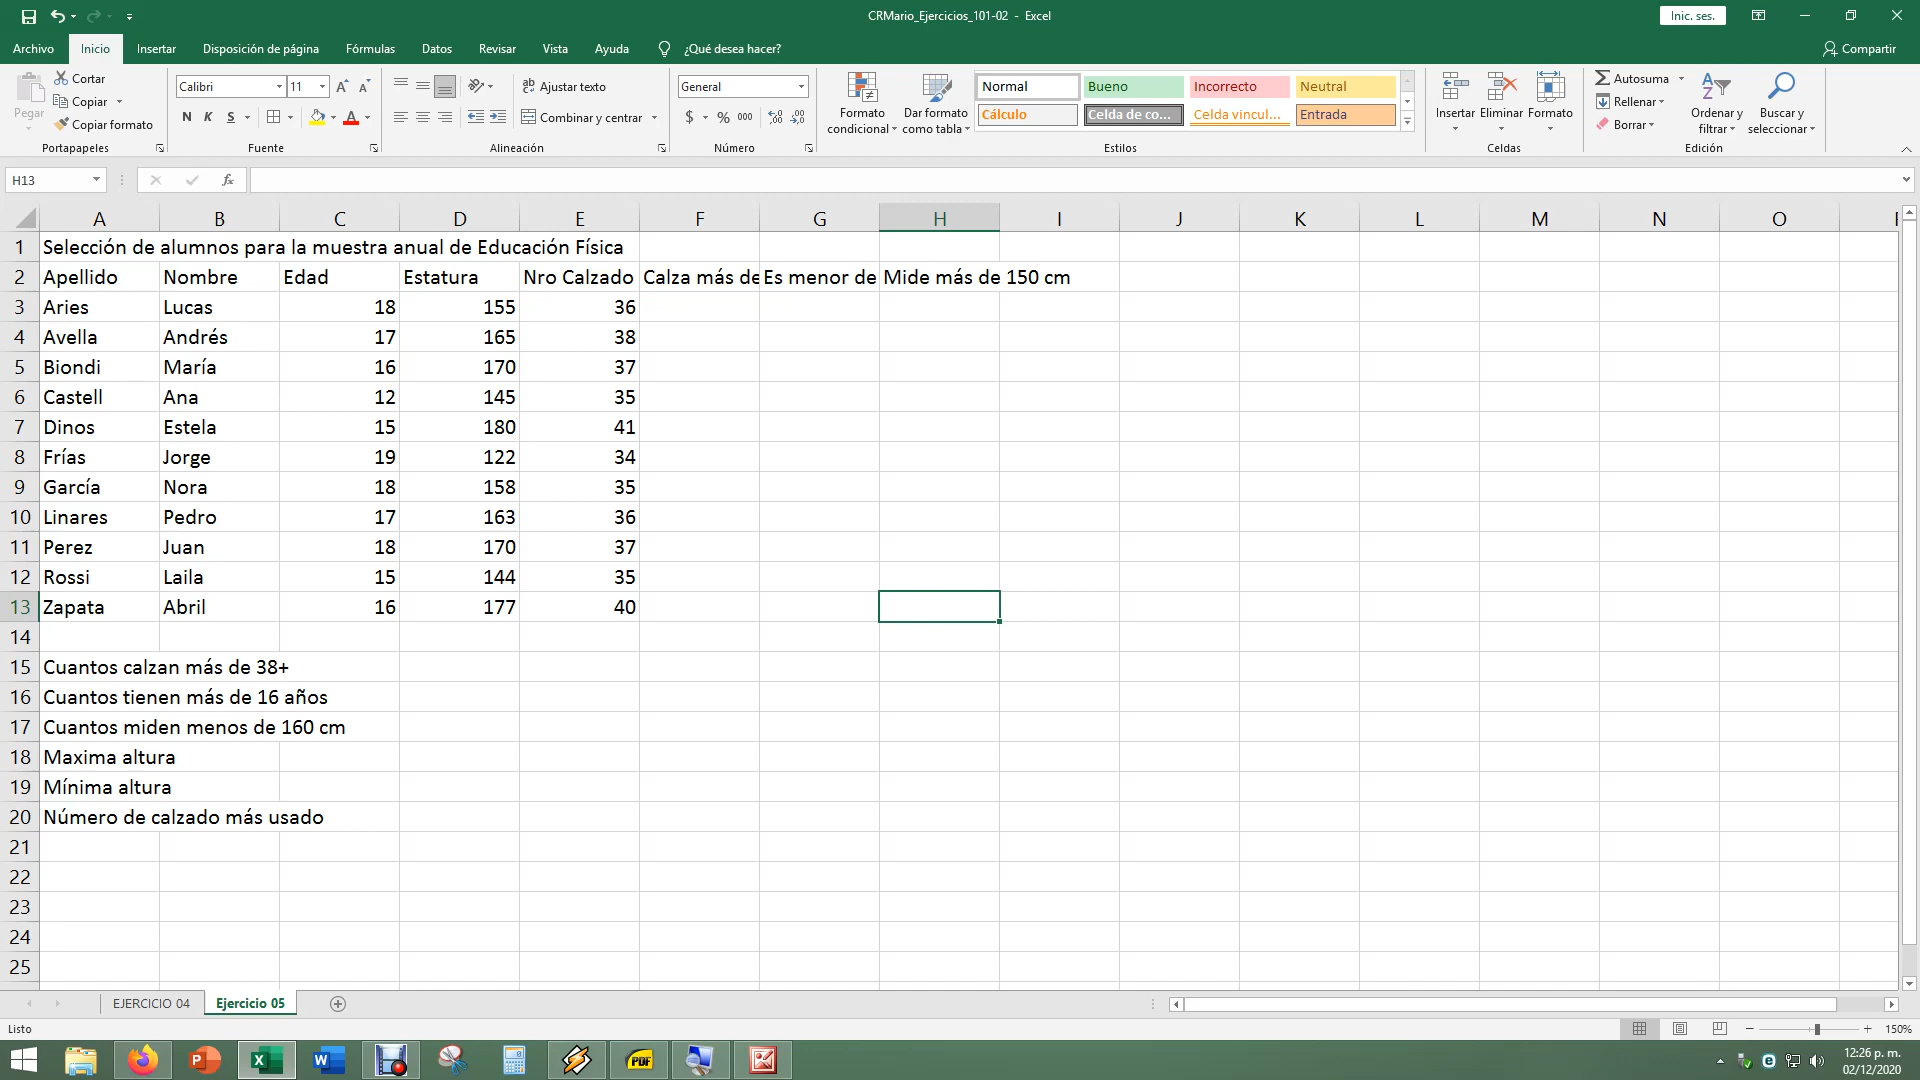 CRMario_Ejercicios_101-02 - Excel
Inic. ses.
Archivo Inicio Insertar Disposición de página Fórmulas Datos Revisar Vista Ayuda ¿Qué desea hacer? Compartir
Pegar
Cortar
Copiar
Copiar formato
Portapapeles
Calibri 11
N K S
Fuente
Ajustar texto
Combinar y centrar
Alineación
General
$ % 000
Número
Formato condicional
Dar formato como tabla
Normal Bueno Incorrecto Neutral
Cálculo Celda de co... Celda vincul... Entrada
Estilos
Insertar Eliminar Formato
Celdas
Autosuma
Rellenar
Borrar
Ordenar y filtrar
Buscar y seleccionar
Edición
H13 fx
A B C D E F G H I J K L M N O
1 Selección de alumnos para la muestra anual de Educación Física
2 Apellido Nombre Edad Estatura Nro Calzado Calza más de Es menor de Mide más de 150 cm
3 Aries Lucas 18 155 36
4 Avella Andrés 17 165 38
5 Biondi María 16 170 37
6 Castell Ana 12 145 35
7 Dinos Estela 15 180 41
8 Frías Jorge 19 122 34
9 García Nora 18 158 35
10 Linares Pedro 17 163 36
11 Perez Juan 18 170 37
12 Rossi Laila 15 144 35
13 Zapata Abril 16 177 40
14
15 Cuantos calzan más de 38+
16 Cuantos tienen más de 16 años
17 Cuantos miden menos de 160 cm
18 Maxima altura
19 Mínima altura
20 Número de calzado más usado
21
22
23
24
25
EJERCICIO 04 Ejercicio 05
Listo
150%
PDF
12:26 p. m.
02/12/2020